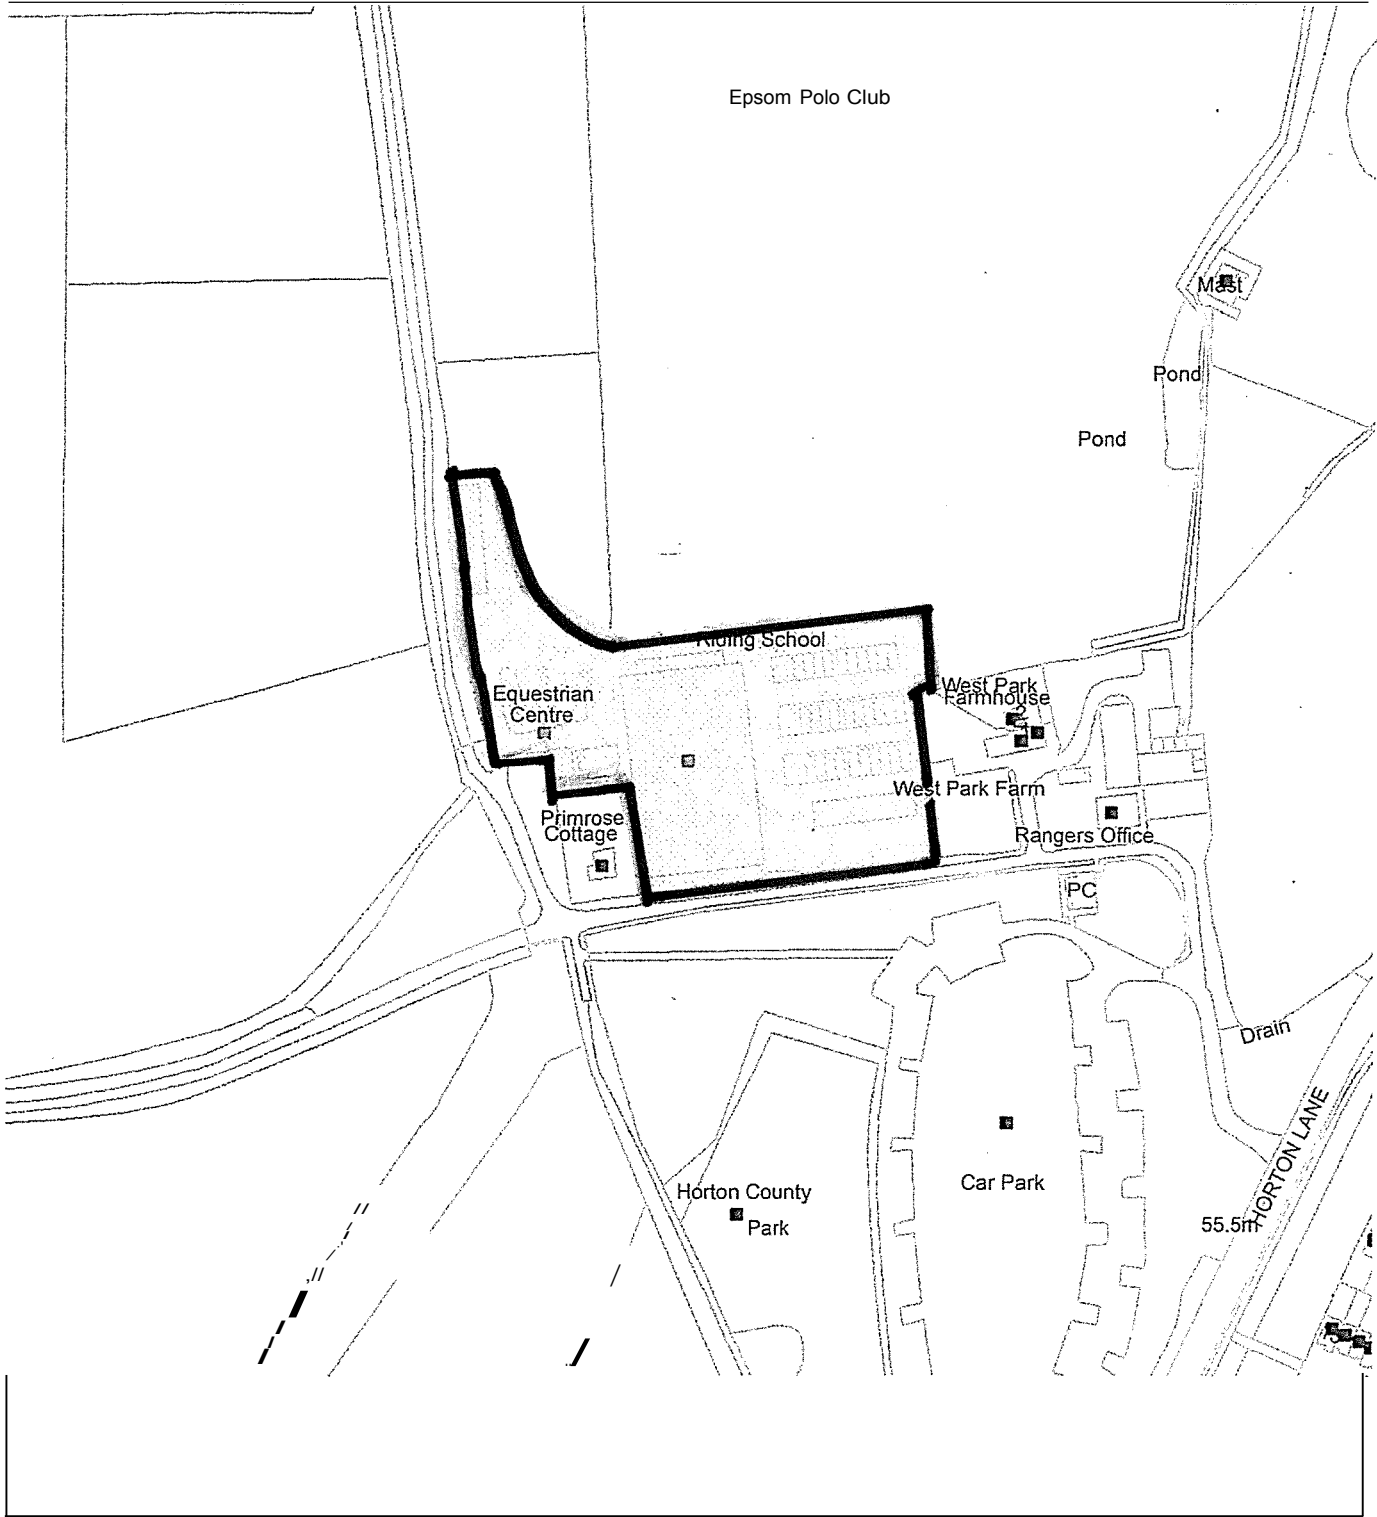 Epsom Polo Club
Mast
Pond
Pond
Riding School
Equestrian
Centre
West Park
Farmhouse
2
West Park Farm
Primrose
Cottage
Rangers Office
PC
Drain
HORTON LANE
Car Park
Horton County
Park
55.5m